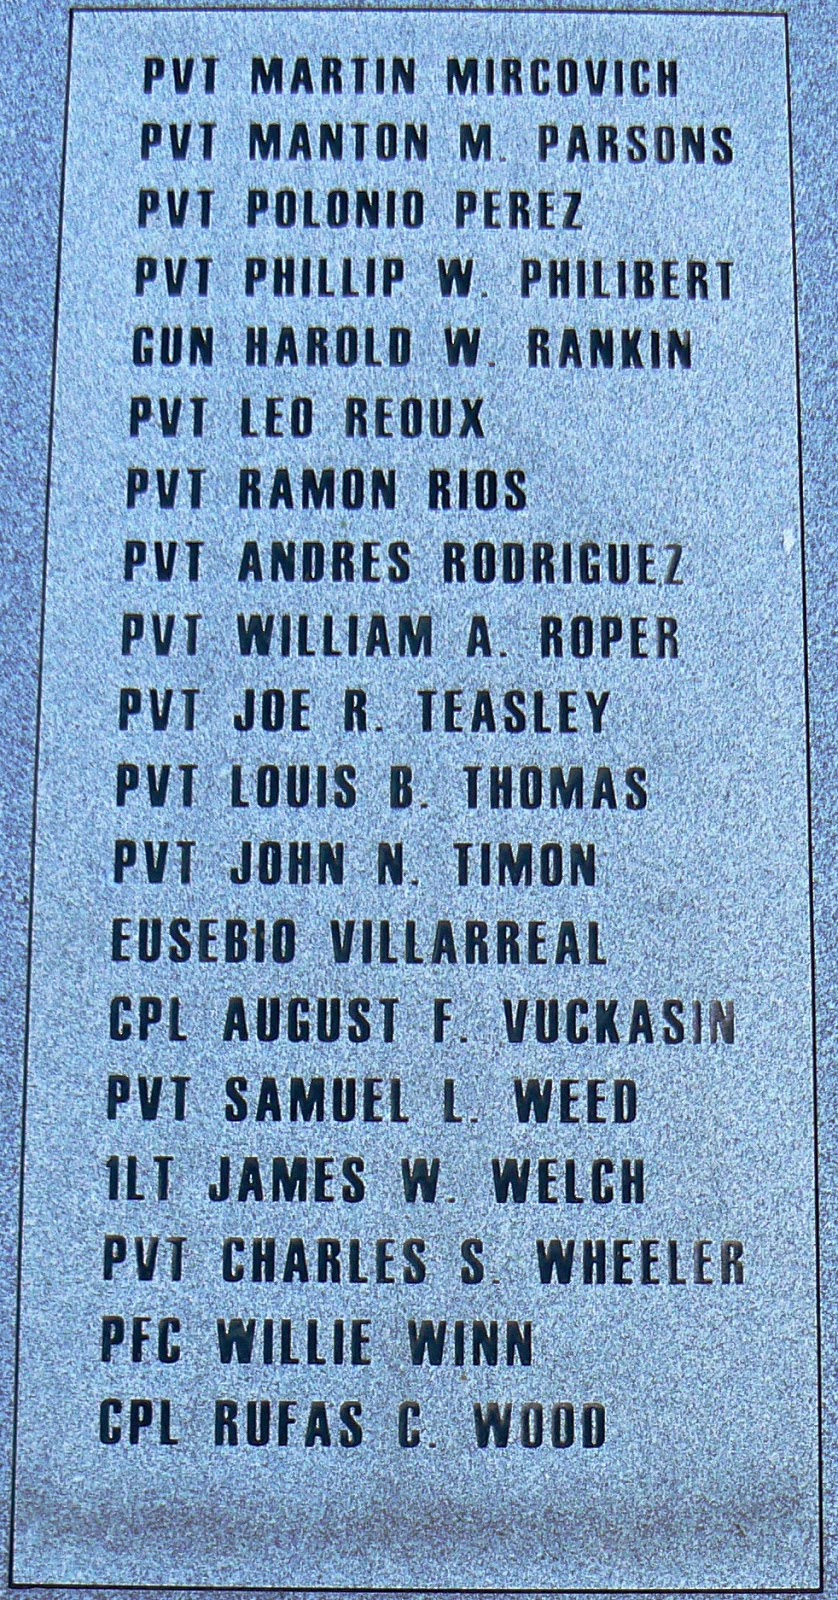 PVT MARTIN MIRCOVICH
PVT MANTON M. PARSONS
PVT POLONIO PEREZ
PVT PHILLIP W. PHILIBERT
GUN HAROLD W. RANKIN
PVT LEO REOUX
PVT RAMON RIOS
PVT ANDRES RODRIGUEZ
PVT WILLIAM A. ROPER
PVT JOE R. TEASLEY
PVT LOUIS B. THOMAS
PVT JOHN N. TIMON
EUSEBIO VILLARREAL
CPL AUGUST F. VUCKASIN
PVT SAMUEL L. WEED
1LT JAMES W. WELCH
PVT CHARLES S. WHEELER
PFC WILLIE WINN
CPL RUFAS C. WOOD